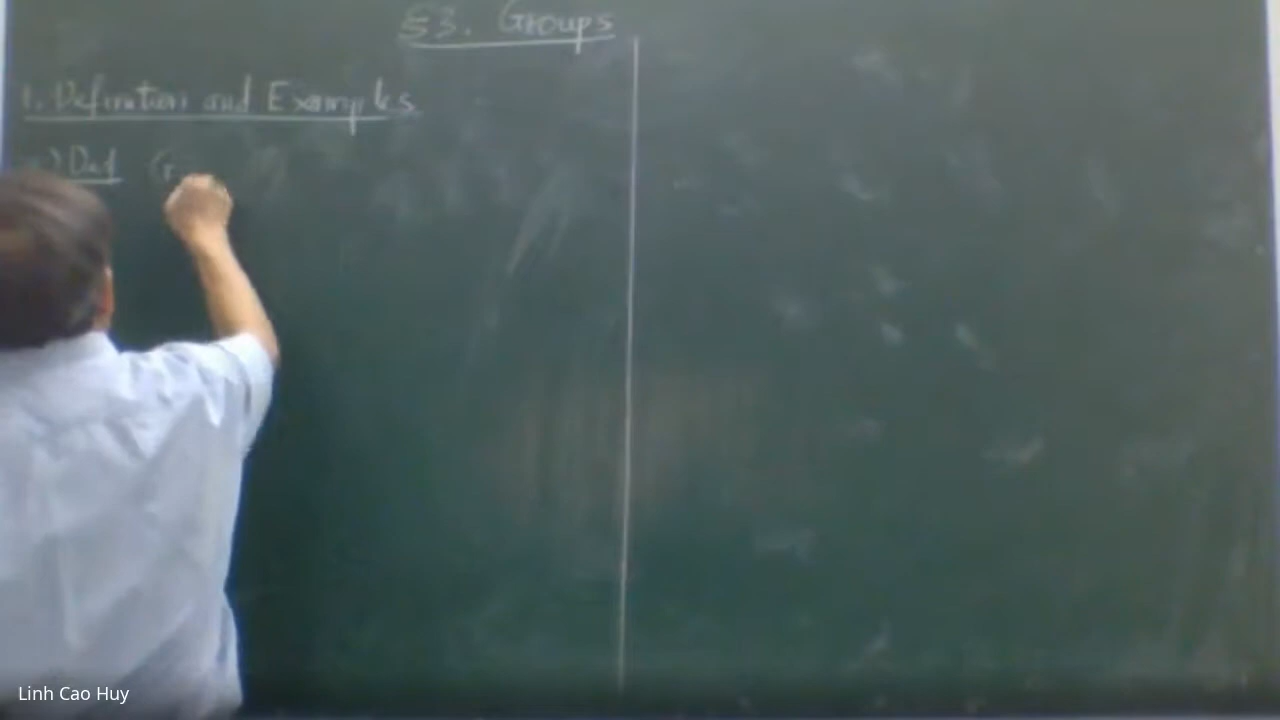 §3. Groups
1. Definition and Examples
a) Def G
Linh Cao Huy